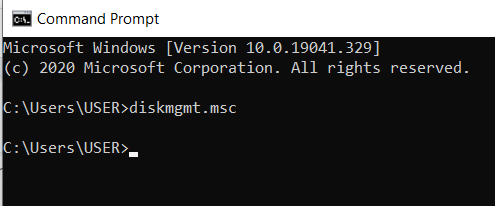 Command Prompt
Microsoft Windows [Version 10.0.19041.329]
(c) 2020 Microsoft Corporation. All rights reserved.
C:\Users\USER>diskmgmt.msc
C:\Users\USER>